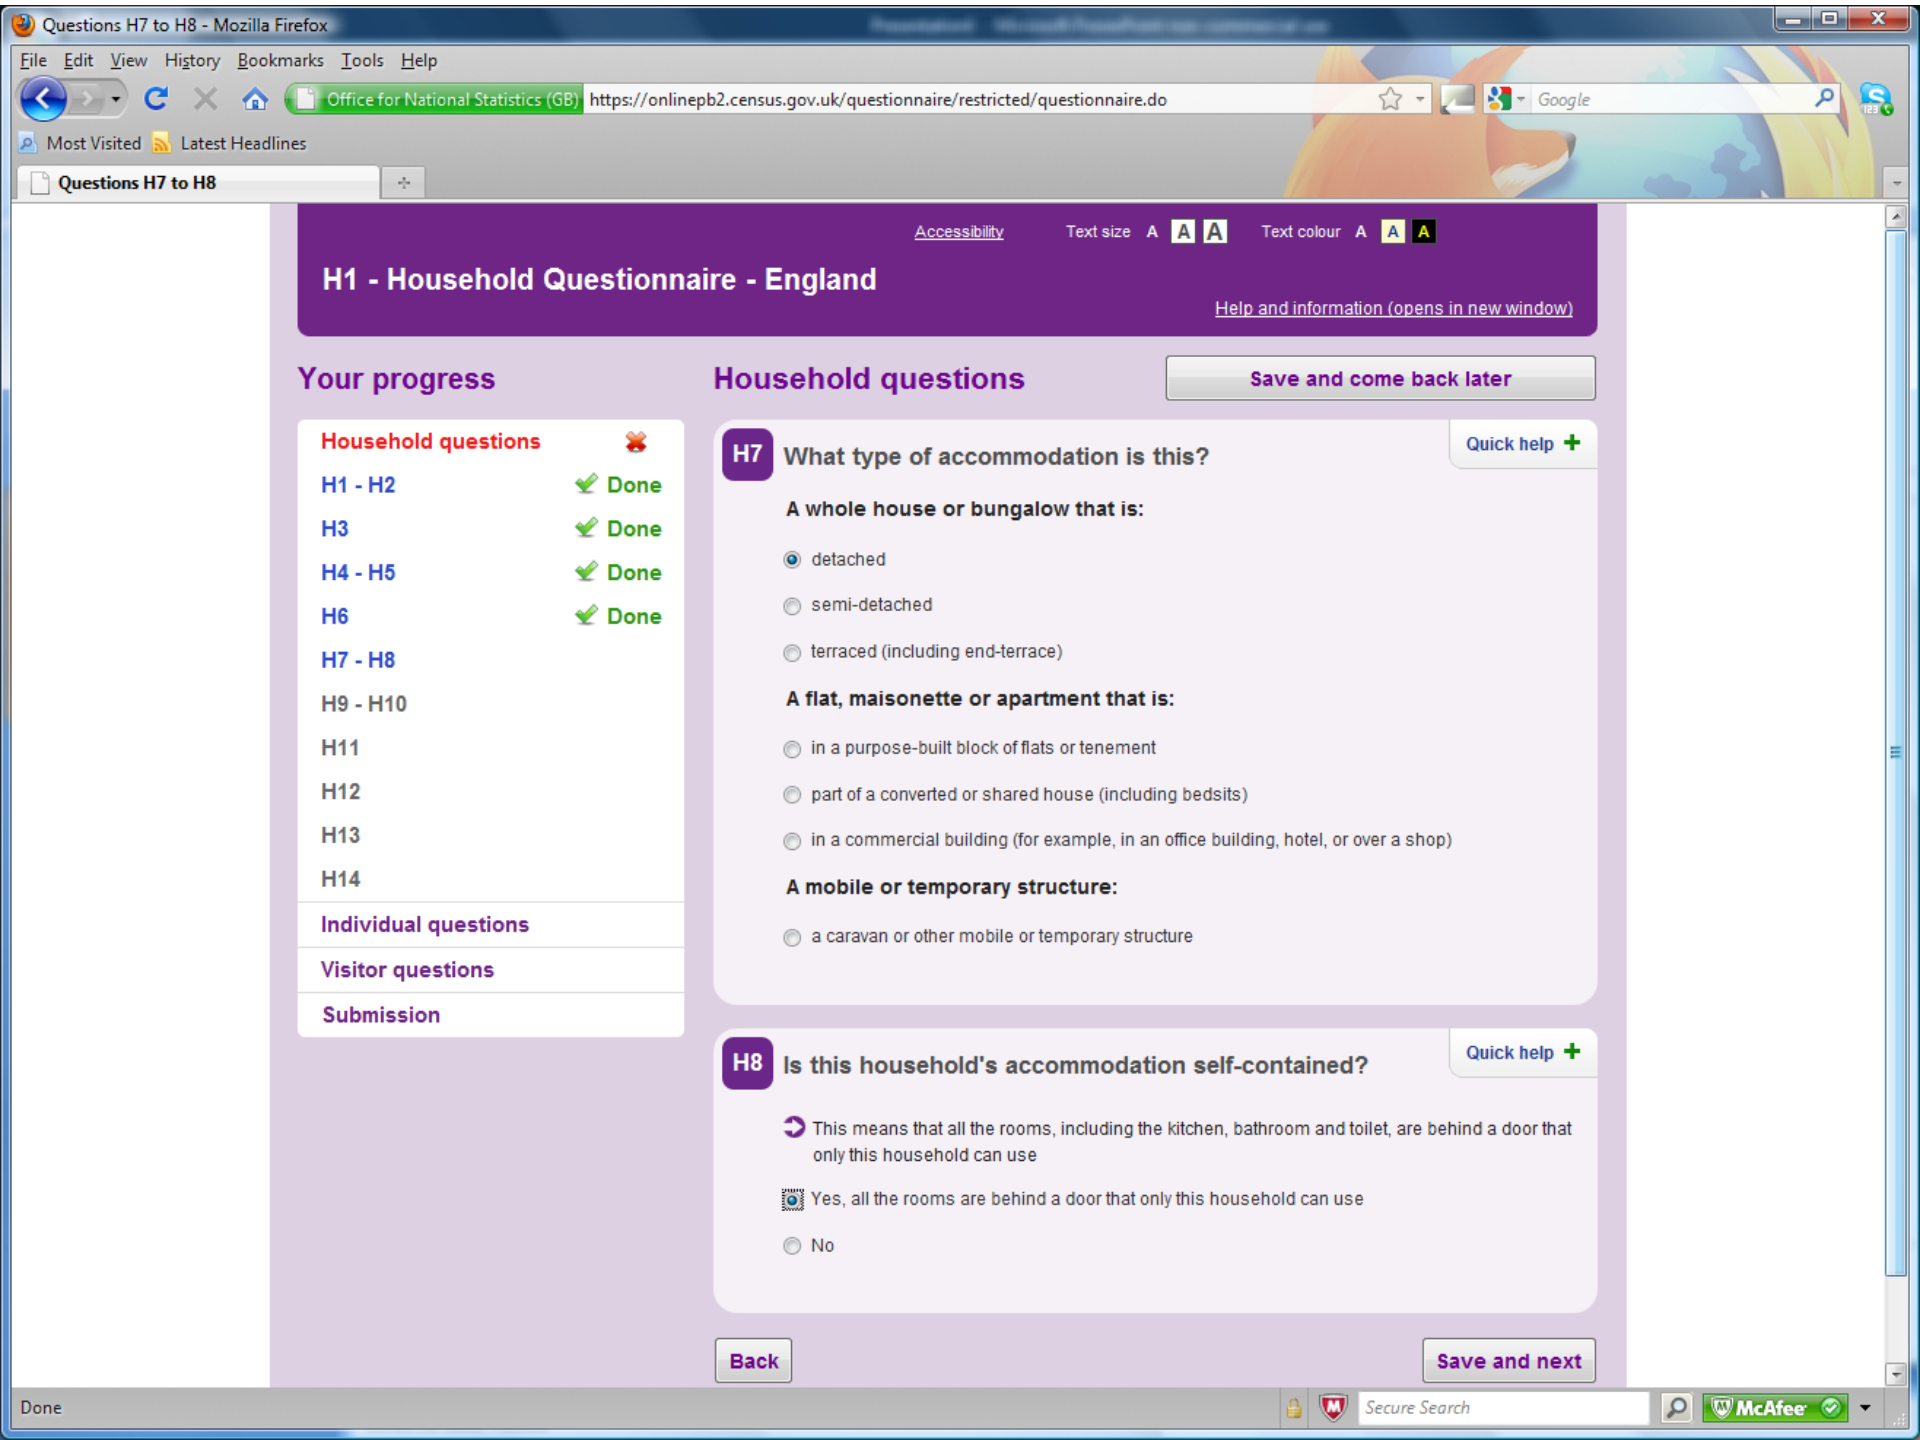 Questions H7 to H8 - Mozilla Firefox
File Edit View History Bookmarks Tools Help
Office for National Statistics (GB) https://onlinepb2.census.gov.uk/questionnaire/restricted/questionnaire.do Google
Most Visited Latest Headlines
Questions H7 to H8
Accessibility Text size A A A Text colour A A A
H1 - Household Questionnaire - England
Help and information (opens in new window)
Your progress
Household questions
H1 - H2 Done
H3 Done
H4 - H5 Done
H6 Done
H7 - H8
H9 - H10
H11
H12
H13
H14
Individual questions
Visitor questions
Submission
Household questions
Save and come back later
H7 What type of accommodation is this?
Quick help
A whole house or bungalow that is:
detached
semi-detached
terraced (including end-terrace)
A flat, maisonette or apartment that is:
in a purpose-built block of flats or tenement
part of a converted or shared house (including bedsits)
in a commercial building (for example, in an office building, hotel, or over a shop)
A mobile or temporary structure:
a caravan or other mobile or temporary structure
H8 Is this household's accommodation self-contained?
Quick help
This means that all the rooms, including the kitchen, bathroom and toilet, are behind a door that
only this household can use
Yes, all the rooms are behind a door that only this household can use
No
Back
Save and next
Done Secure Search McAfee